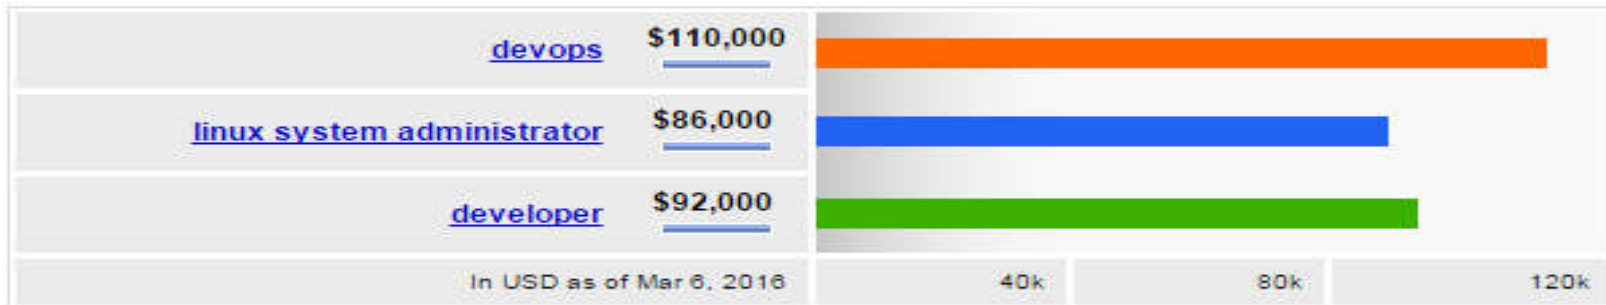 devops $110,000
linux system administrator $86,000
developer $92,000
In USD as of Mar 6, 2016 40k 80k 120k